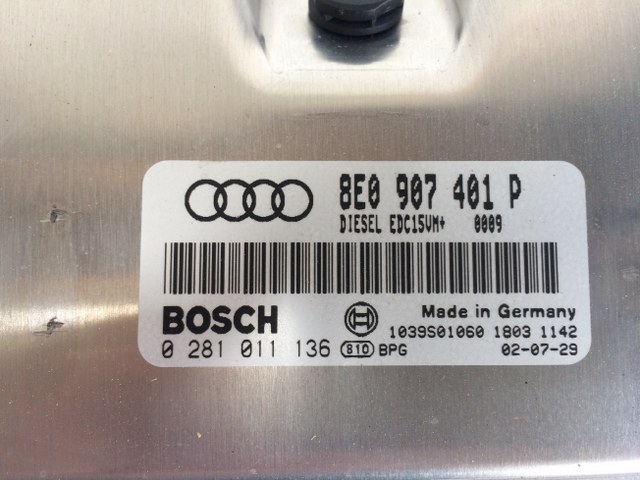 8E0 907 401 P
DIESEL EDC15VM+ 0009
BOSCH
Made in Germany
1039S01060 1803 1142
0 281 011 136 810 BPG 02-07-29